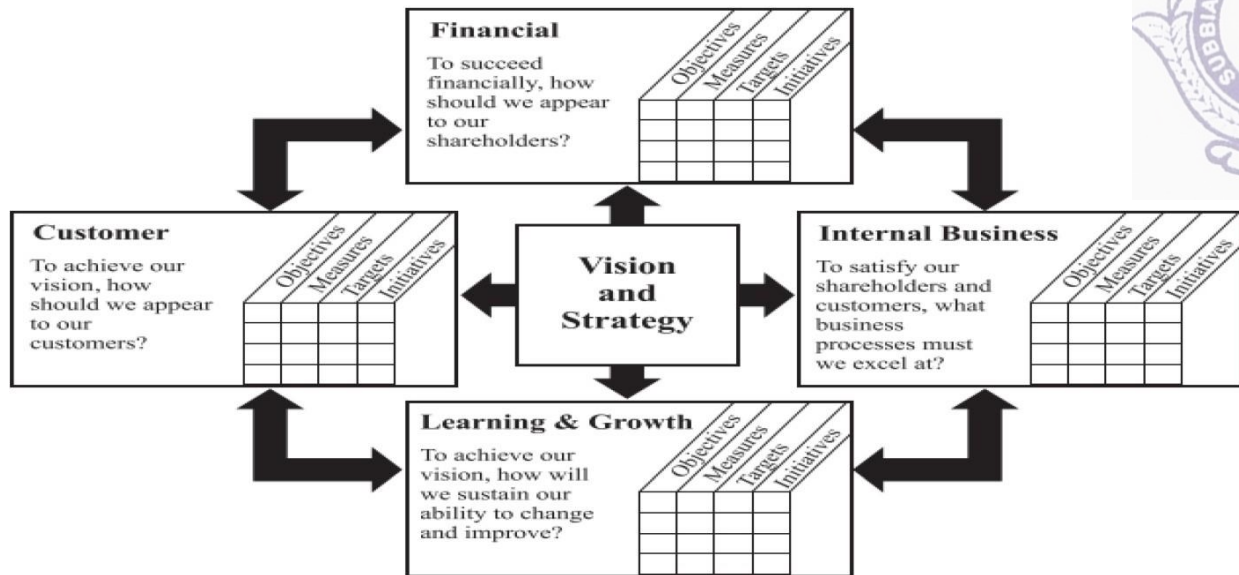 Financial
To succeed
financially, how
should we appear
to our
shareholders?
Objectives
Measures
Targets
Initiatives
SUBBIA
Customer
To achieve our
vision, how
should we appear
to our
customers?
Objectives
Measures
Targets
Initiatives
Vision
and
Strategy
Internal Business
To satisfy our
shareholders and
customers, what
business
processes must
we excel at?
Objectives
Measures
Targets
Initiatives
Learning & Growth
To achieve our
vision, how will
we sustain our
ability to change
and improve?
Objectives
Measures
Targets
Initiatives